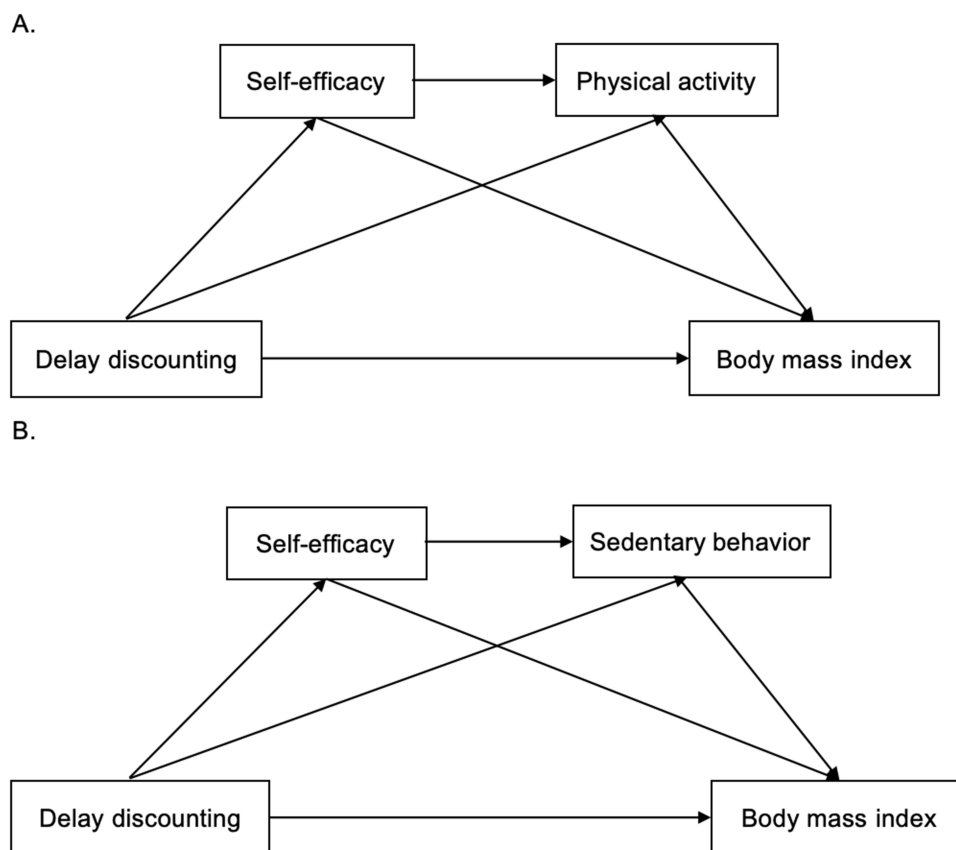 A.
Self-efficacy
Physical activity
Delay discounting
Body mass index
B.
Self-efficacy
Sedentary behavior
Delay discounting
Body mass index